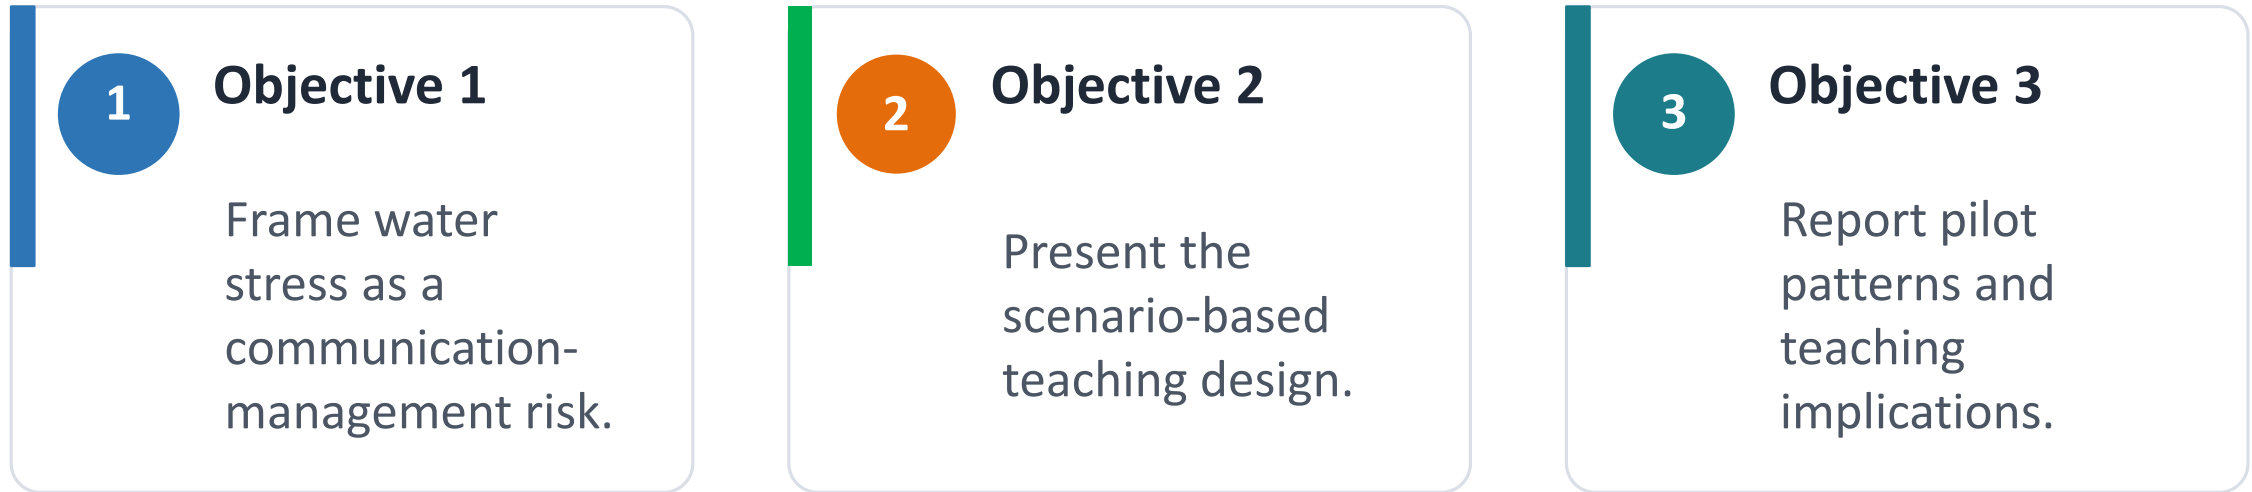 1
Objective 1
Frame water
stress as a
communication-
management risk.
2
Objective 2
Present the
scenario-based
teaching design.
3
Objective 3
Report pilot
patterns and
teaching
implications.